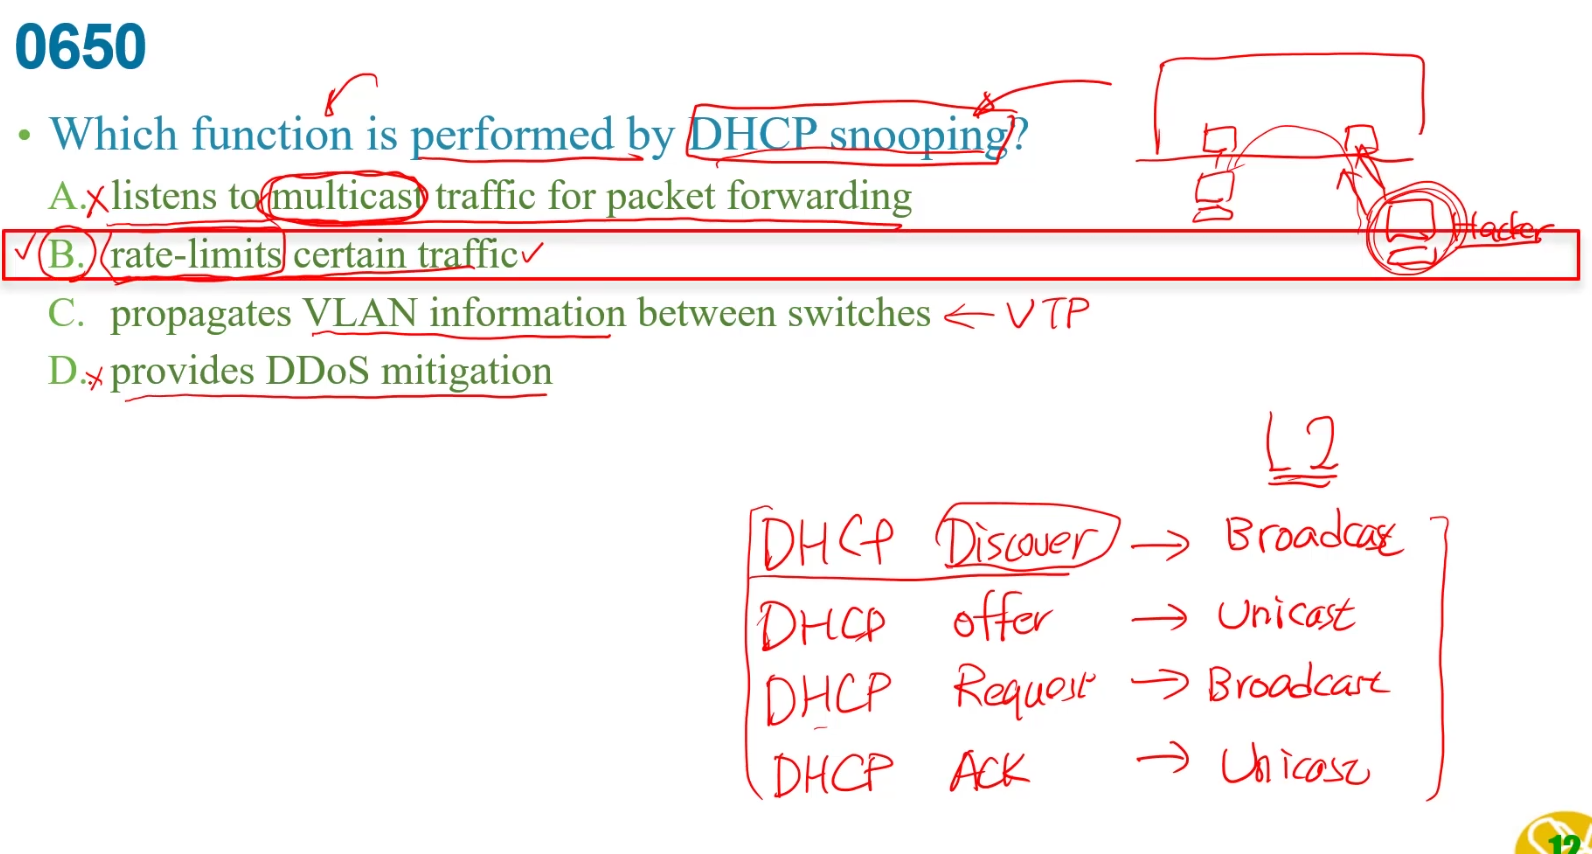 0650
• Which function is performed by DHCP snooping?
A. listens to multicast traffic for packet forwarding
B. rate-limits certain traffic
C. propagates VLAN information between switches ← VTP
D. provides DDoS mitigation
Hacker
L2
DHCP Discover → Broadcast
DHCP offer → Unicast
DHCP Request → Broadcast
DHCP ACK → Unicast
12